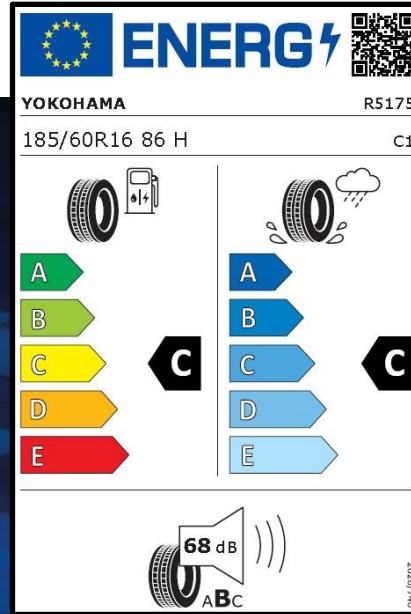 ENERG
YOKOHAMA R5175
185/60R16 86 H C1
A A
B B
C C C C
D D
E E
68 dB
ABC